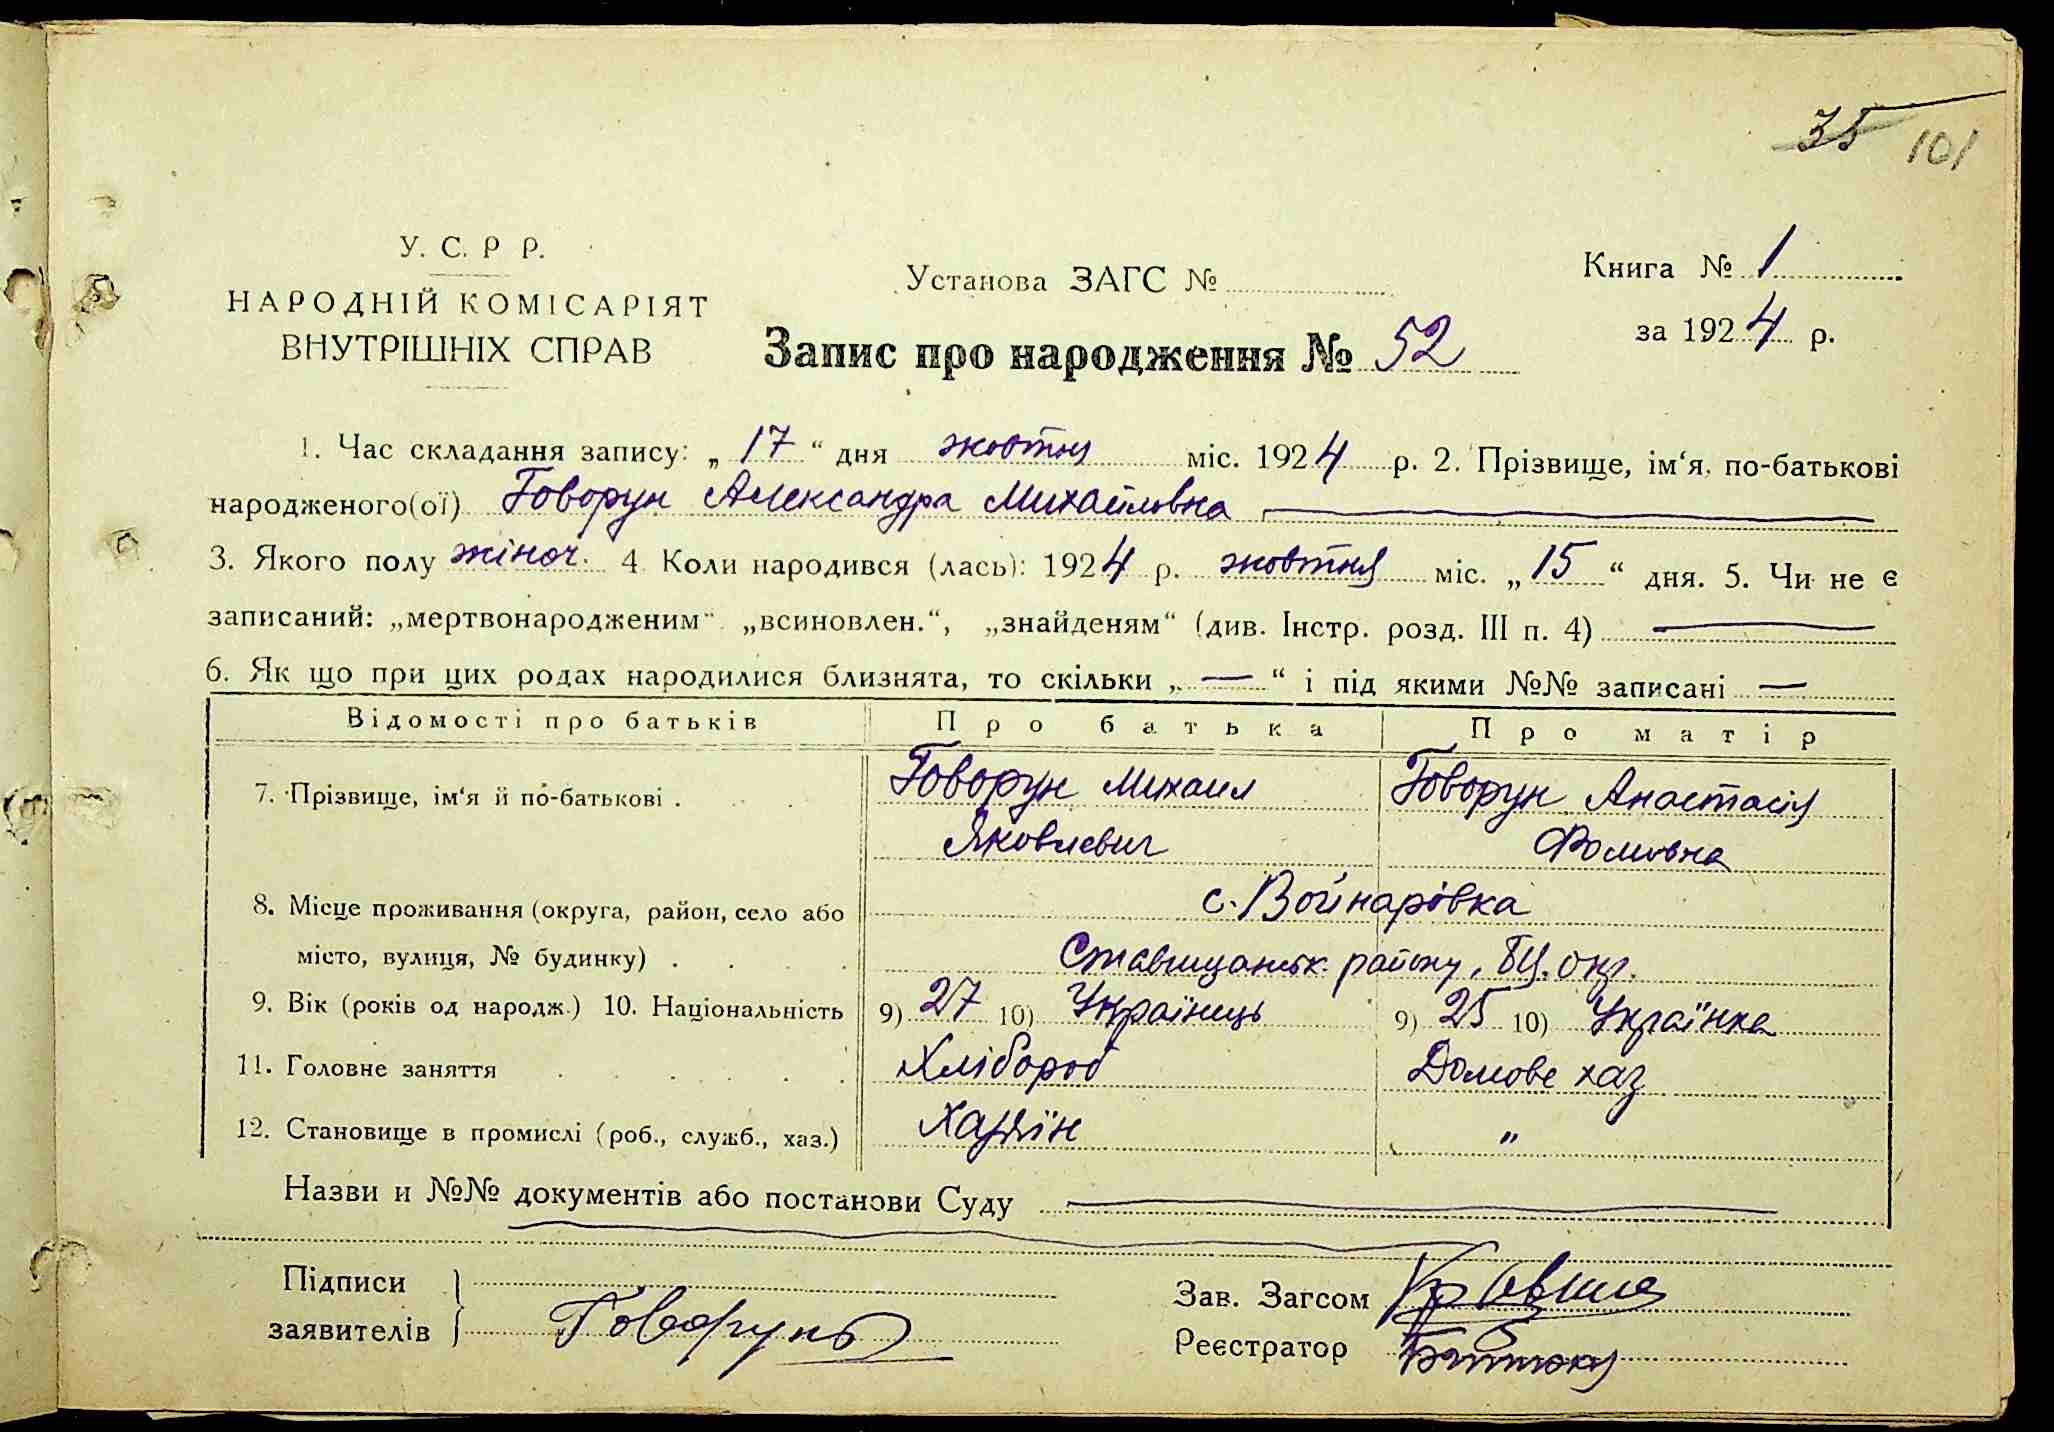 35 101
У. С. Р Р.
НАРОДНІЙ КОМІСАРІЯТ
ВНУТРІШНІХ СПРАВ
Установа ЗАГС №
Запис про народження № 52
Книга № 1
за 1924 р.
1. Час складання запису: „ 17 “ дня жовтня міс. 1924 р. 2. Прізвище, ім‘я, по-батькові
народженого(ої) Говорун Александра Михайловна
3. Якого полу жіноч. 4 Коли народився (лась): 1924 р. жовтня міс. „ 15 “ дня. 5. Чи не є
записаний: „мертвонародженим“ „всиновлен.“, „знайденям“ (див. Інстр. розд. III п. 4) —
6. Як що при цих родах народилися близнята, то скільки „ — “ і під якими №№ записані —
Відомості про батьків Про батька Про матір
7. Прізвище, ім‘я й по-батькові . Говорун Михаил Говорун Анастасія
Яковлевич Фомовна
8. Місце проживання (округа, район, село або с. Войнарівка
місто, вулиця, № будинку) . Ставищанськ. району, БЦ. окр.
9. Вік (років од народж.) 10. Національність 9) 27 10) Українець 9) 25 10) Українка
11. Головне заняття Хлібороб Домове хаз
12. Становище в промислі (роб., служб., хаз.) Хазяїн „
Назви и №№ документів або постанови Суду
Підписи
заявителів Говорунъ
Зав. Загсом
Реєстратор